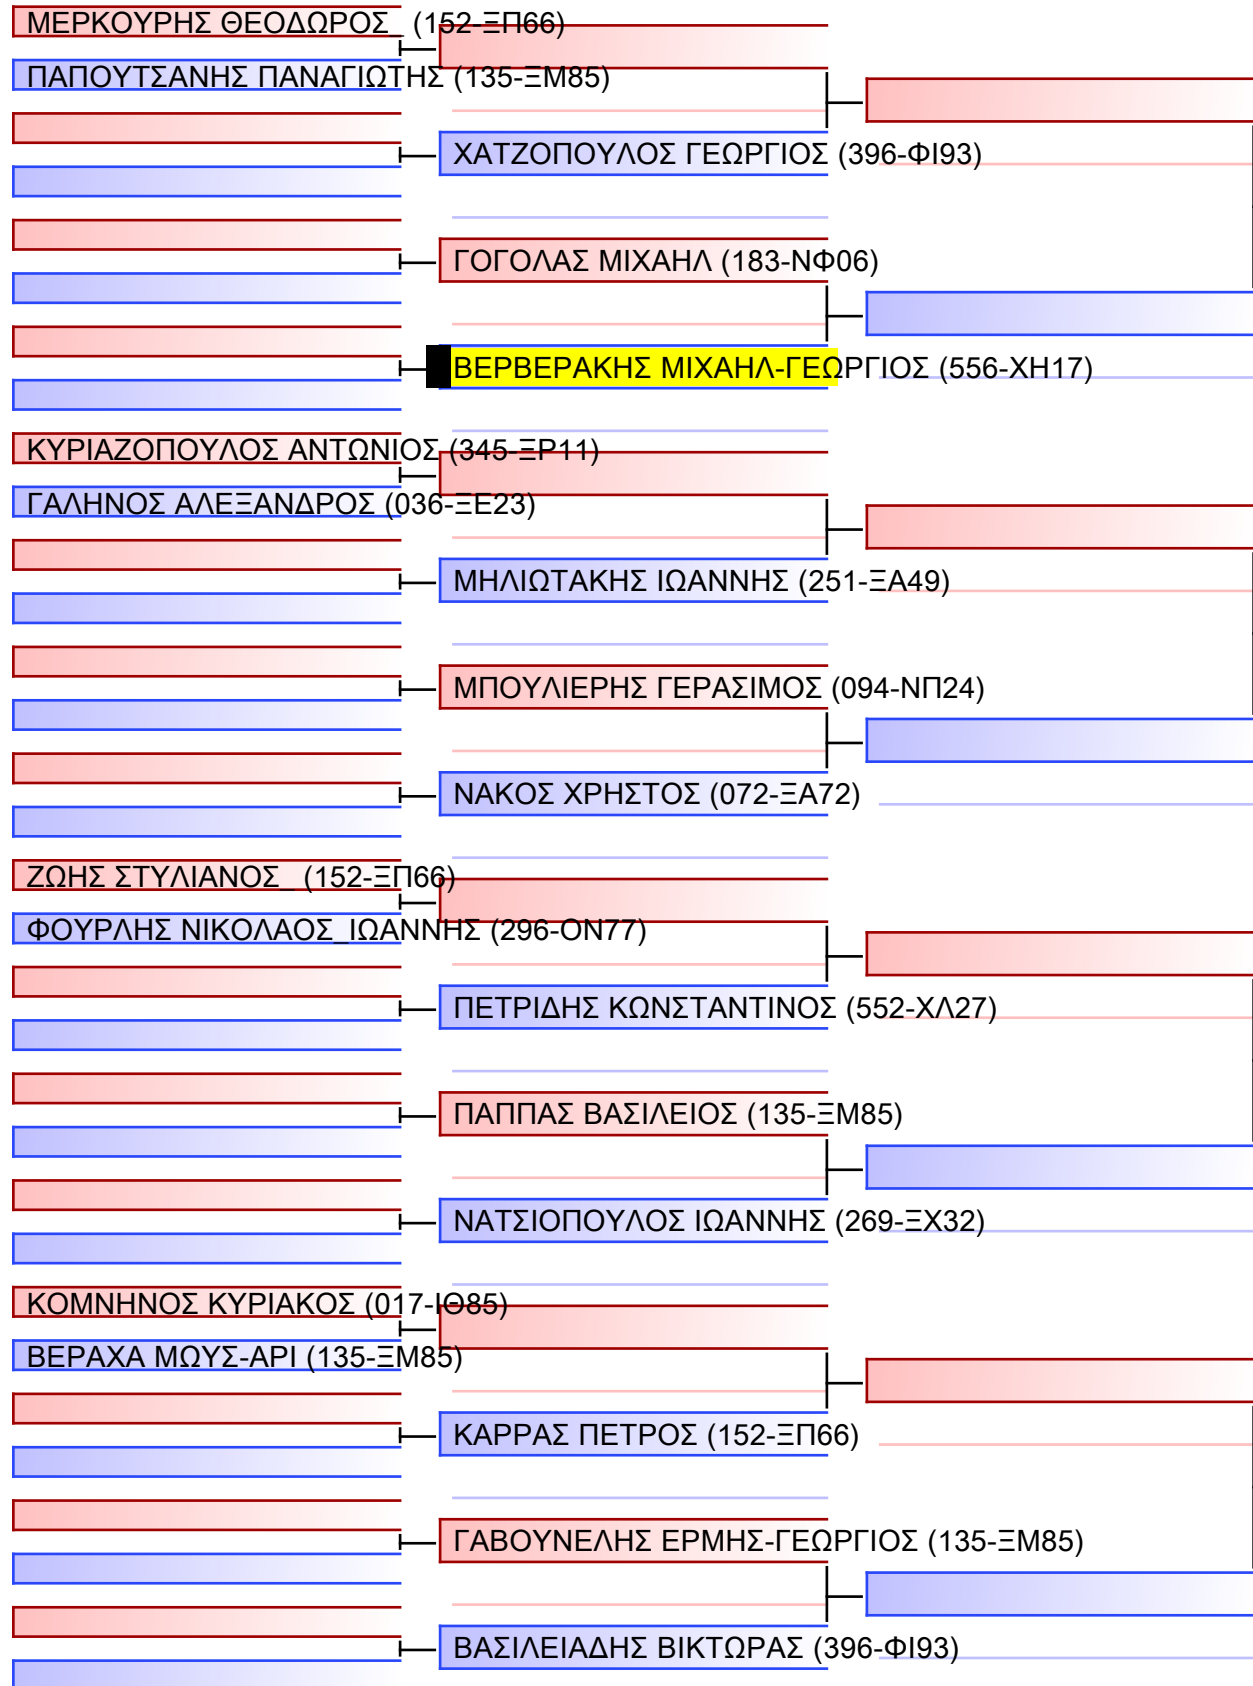 ΜΕΡΚΟΥΡΗΣ ΘΕΟΔΩΡΟΣ_ (152-ΞΠ66)
ΠΑΠΟΥΤΣΑΝΗΣ ΠΑΝΑΓΙΩΤΗΣ (135-ΞΜ85)
ΧΑΤΖΟΠΟΥΛΟΣ ΓΕΩΡΓΙΟΣ (396-ΦΙ93)
ΓΟΓΟΛΑΣ ΜΙΧΑΗΛ (183-ΝΦ06)
ΒΕΡΒΕΡΑΚΗΣ ΜΙΧΑΗΛ-ΓΕΩΡΓΙΟΣ (556-ΧΗ17)
ΚΥΡΙΑΖΟΠΟΥΛΟΣ ΑΝΤΩΝΙΟΣ (345-ΞΡ11)
ΓΑΛΗΝΟΣ ΑΛΕΞΑΝΔΡΟΣ (036-ΞΕ23)
ΜΗΛΙΩΤΑΚΗΣ ΙΩΑΝΝΗΣ (251-ΞΑ49)
ΜΠΟΥΛΙΕΡΗΣ ΓΕΡΑΣΙΜΟΣ (094-ΝΠ24)
ΝΑΚΟΣ ΧΡΗΣΤΟΣ (072-ΞΑ72)
ΖΩΗΣ ΣΤΥΛΙΑΝΟΣ_ (152-ΞΠ66)
ΦΟΥΡΛΗΣ ΝΙΚΟΛΑΟΣ_ΙΩΑΝΝΗΣ (296-ΟΝ77)
ΠΕΤΡΙΔΗΣ ΚΩΝΣΤΑΝΤΙΝΟΣ (552-ΧΛ27)
ΠΑΠΠΑΣ ΒΑΣΙΛΕΙΟΣ (135-ΞΜ85)
ΝΑΤΣΙΟΠΟΥΛΟΣ ΙΩΑΝΝΗΣ (269-ΞΧ32)
ΚΟΜΝΗΝΟΣ ΚΥΡΙΑΚΟΣ (017-ΙΘ85)
ΒΕΡΑΧΑ ΜΩΥΣ-ΑΡΙ (135-ΞΜ85)
ΚΑΡΡΑΣ ΠΕΤΡΟΣ (152-ΞΠ66)
ΓΑΒΟΥΝΕΛΗΣ ΕΡΜΗΣ-ΓΕΩΡΓΙΟΣ (135-ΞΜ85)
ΒΑΣΙΛΕΙΑΔΗΣ ΒΙΚΤΩΡΑΣ (396-ΦΙ93)